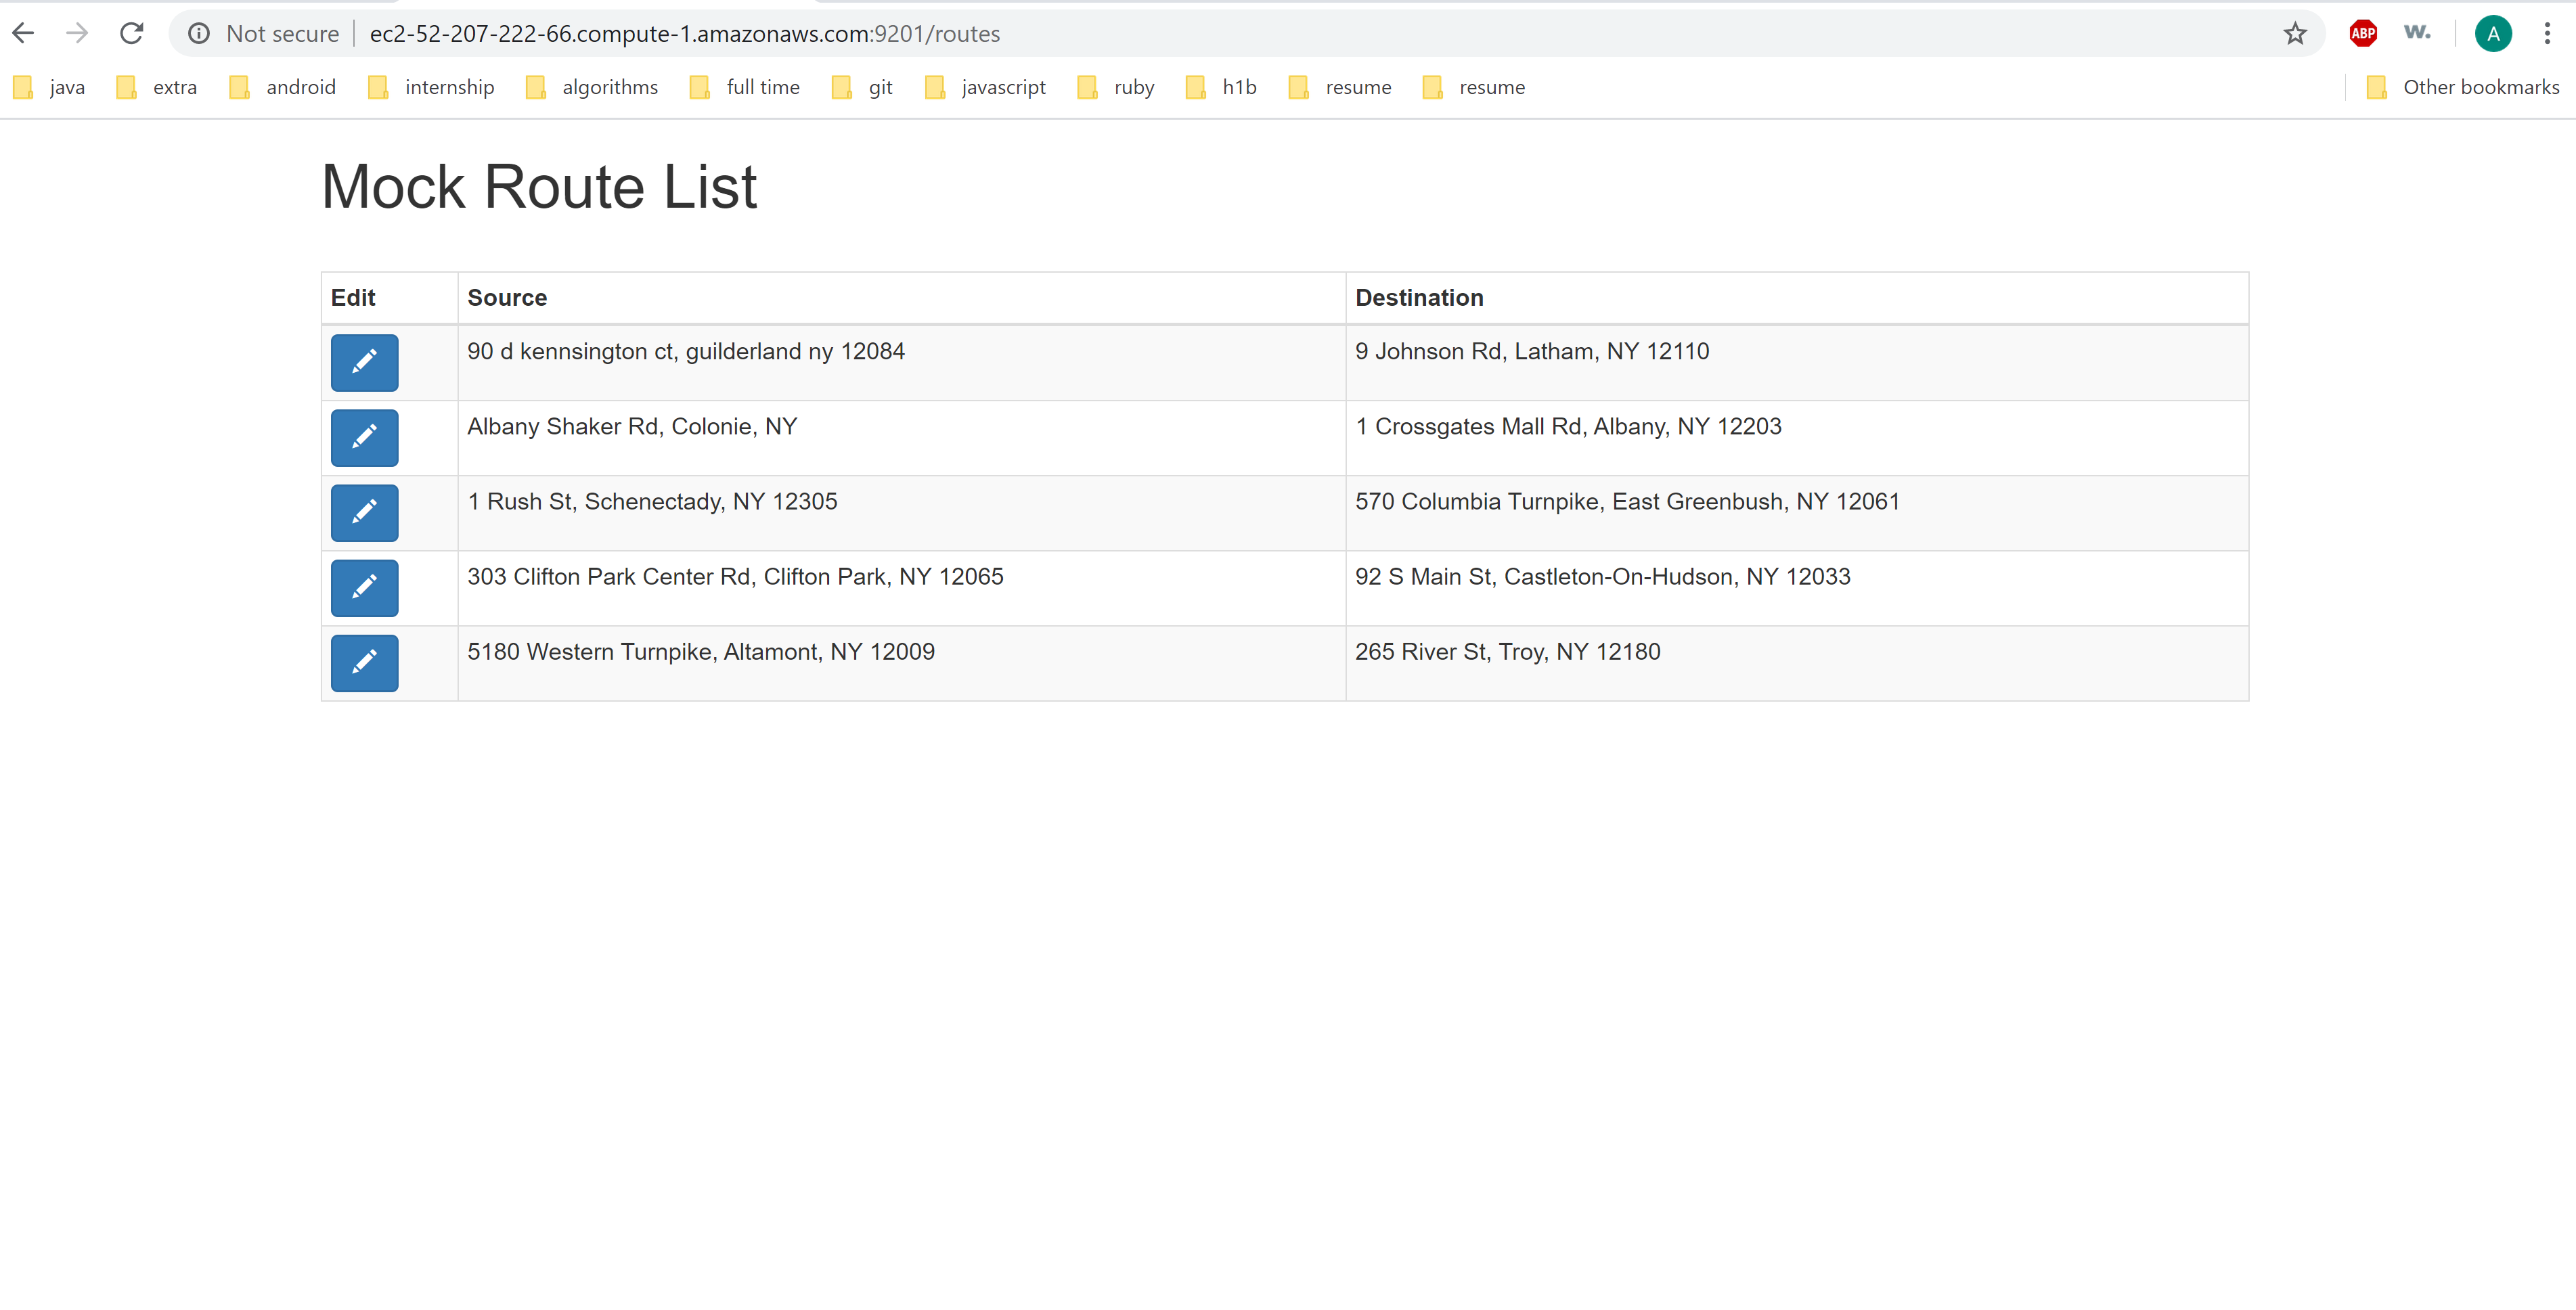 Not secure ec2-52-207-222-66.compute-1.amazonaws.com:9201/routes ABP w. A
java extra android internship algorithms full time git javascript ruby h1b resume resume Other bookmarks
Mock Route List
Edit Source Destination
90 d kennsington ct, guilderland ny 12084 9 Johnson Rd, Latham, NY 12110
Albany Shaker Rd, Colonie, NY 1 Crossgates Mall Rd, Albany, NY 12203
1 Rush St, Schenectady, NY 12305 570 Columbia Turnpike, East Greenbush, NY 12061
303 Clifton Park Center Rd, Clifton Park, NY 12065 92 S Main St, Castleton-On-Hudson, NY 12033
5180 Western Turnpike, Altamont, NY 12009 265 River St, Troy, NY 12180